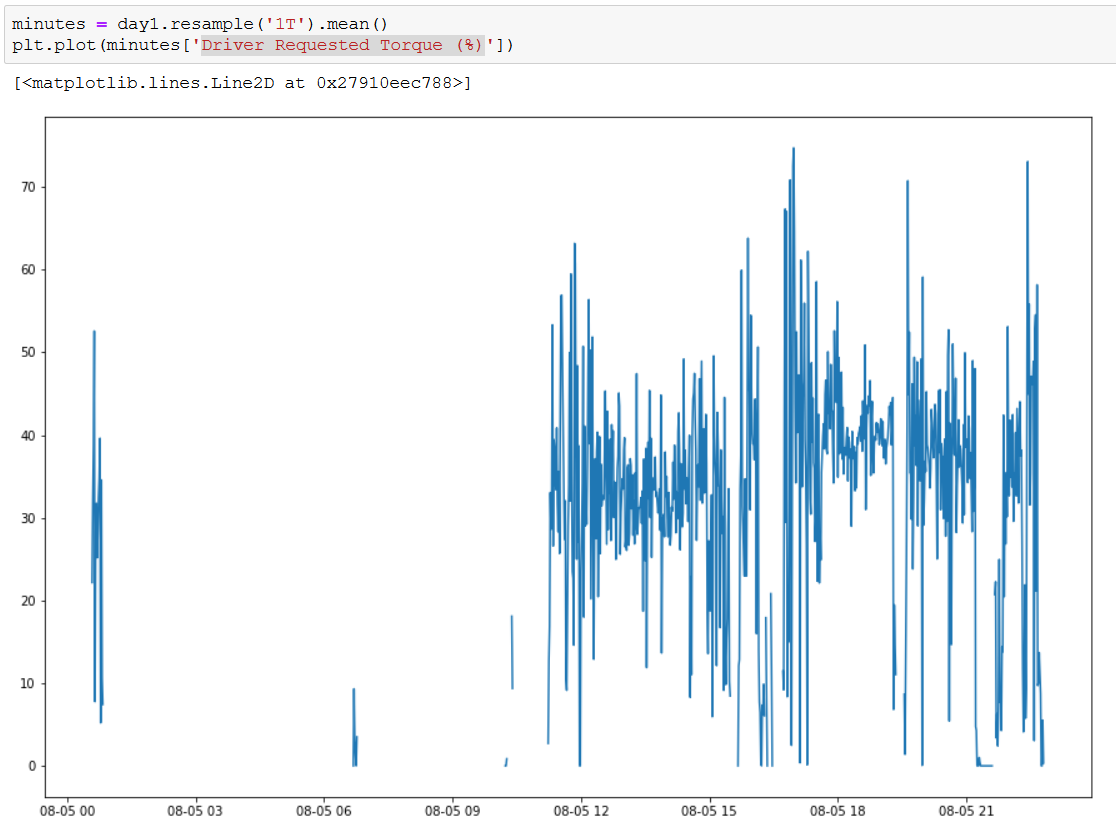 minutes = day1.resample('1T').mean()
plt.plot(minutes['Driver Requested Torque (%)'])
[<matplotlib.lines.Line2D at 0x27910eec788>]
70
60
50
40
30
20
10
0
08-05 00 08-05 03 08-05 06 08-05 09 08-05 12 08-05 15 08-05 18 08-05 21